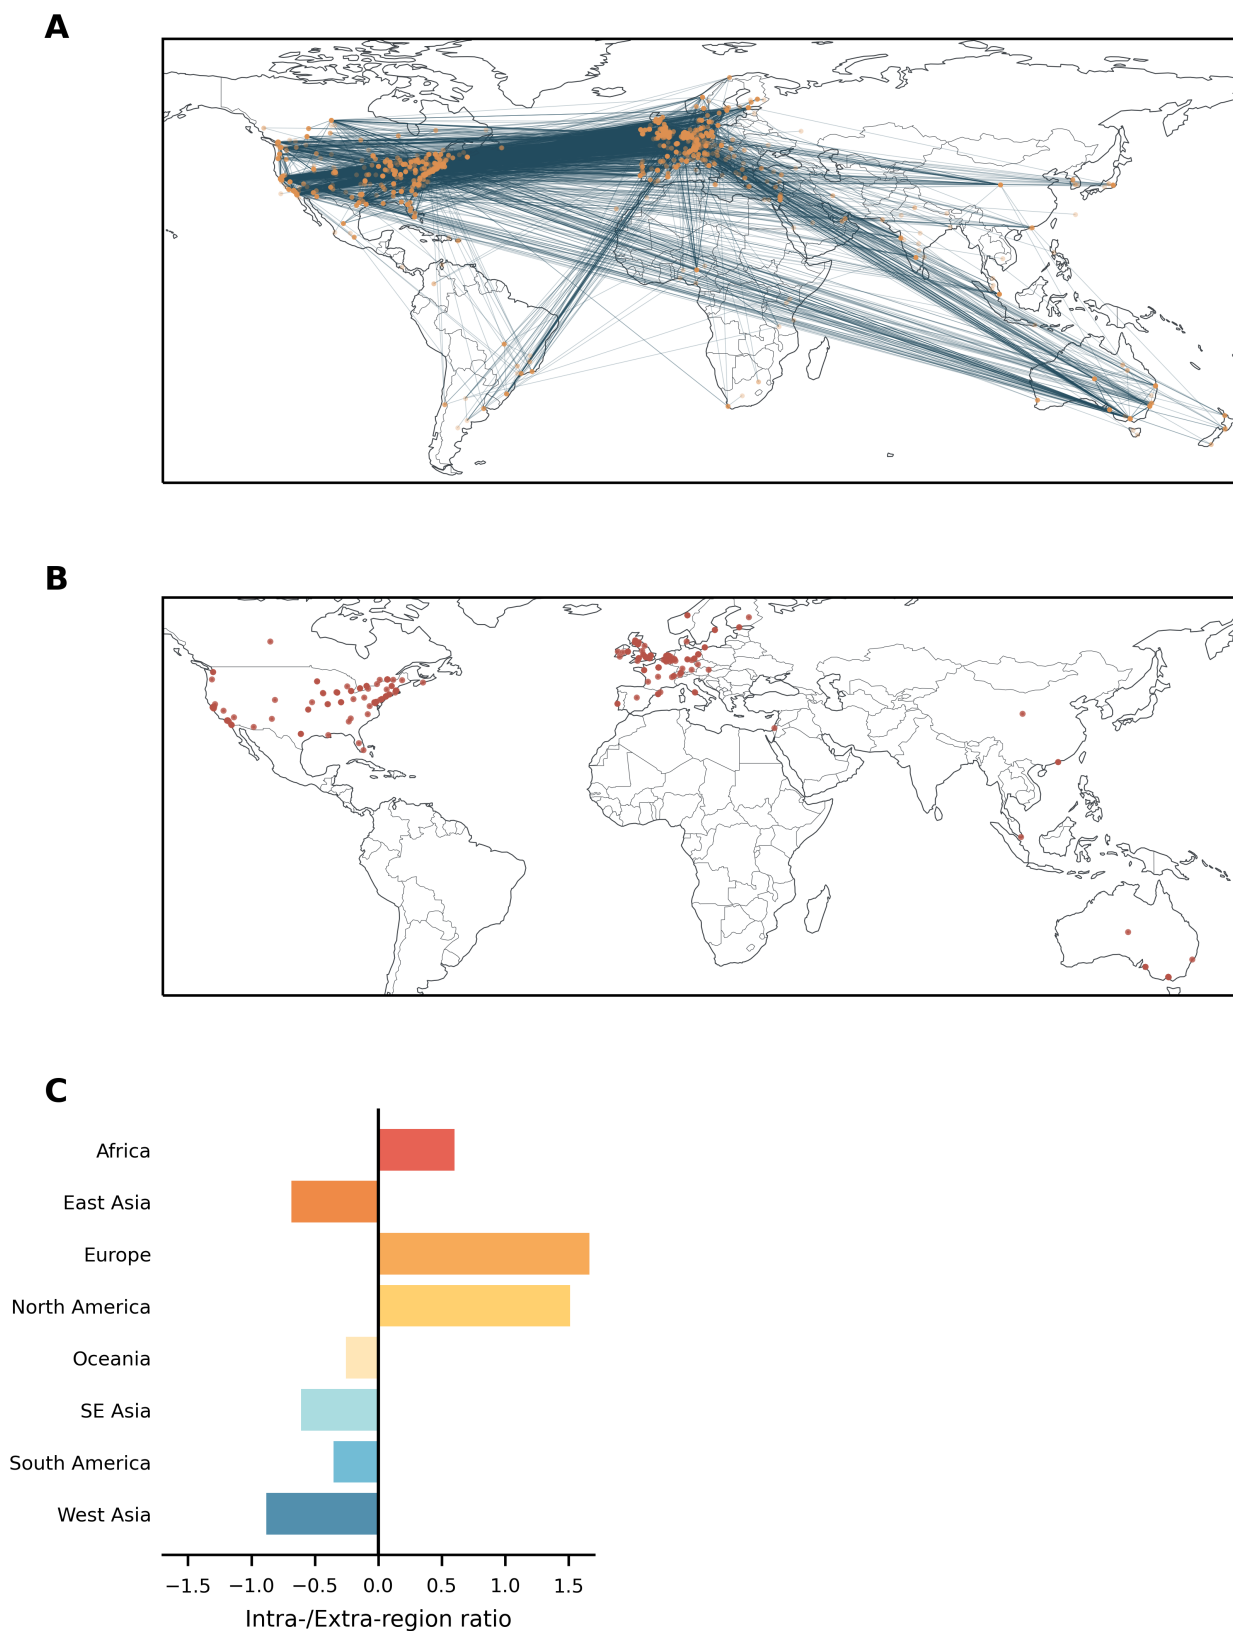 A
B
C
Africa
East Asia
Europe
North America
Oceania
SE Asia
South America
West Asia
−1.5 −1.0 −0.5 0.0 0.5 1.0 1.5
Intra-/Extra-region ratio